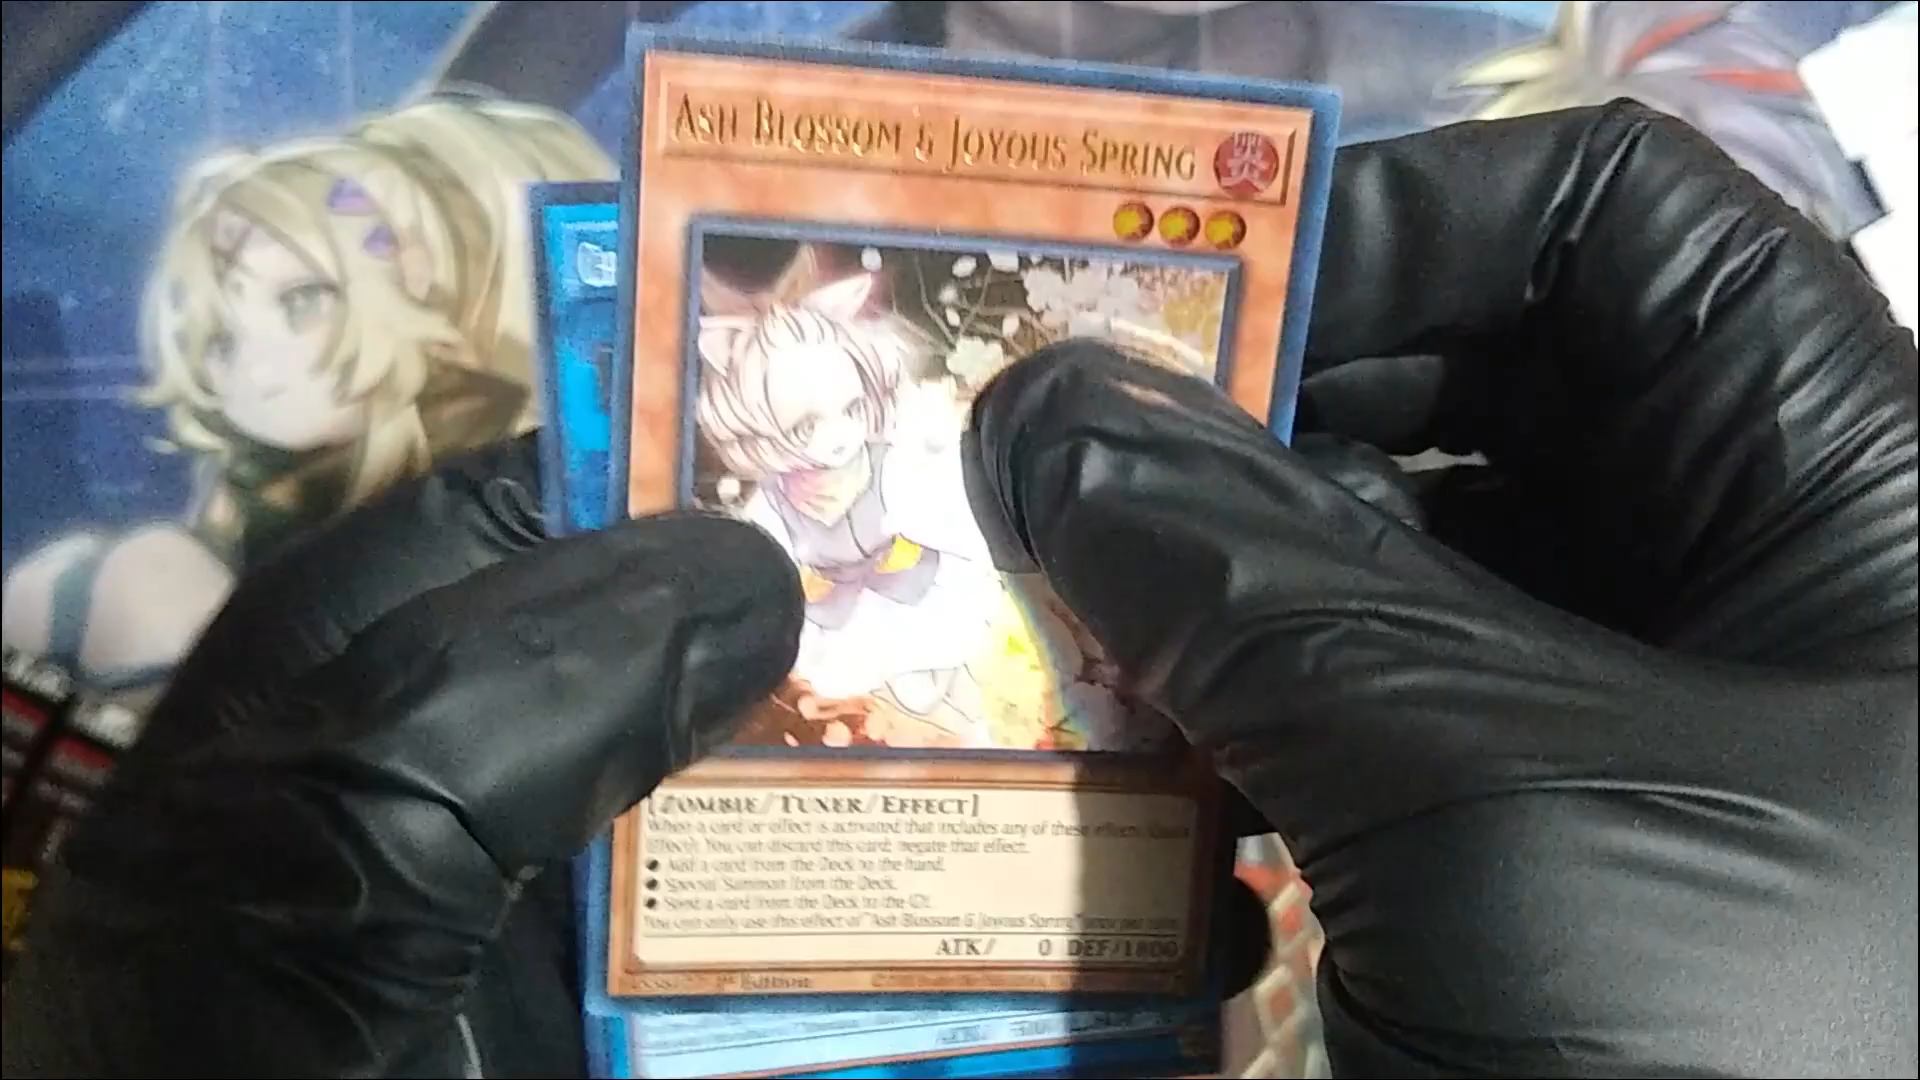 Ash Blossom & Joyous Spring
炎
[Zombie/Tuner/Effect]
When a card or effect is activated that includes any of these effects (Quick
Effect): You can discard this card; negate that effect.
● Add a card from the Deck to the hand.
● Special Summon from the Deck.
● Send a card from the Deck to the GY.
You can only use this effect of "Ash Blossom & Joyous Spring" once per turn.
ATK/ 0 DEF/1800
1st Edition